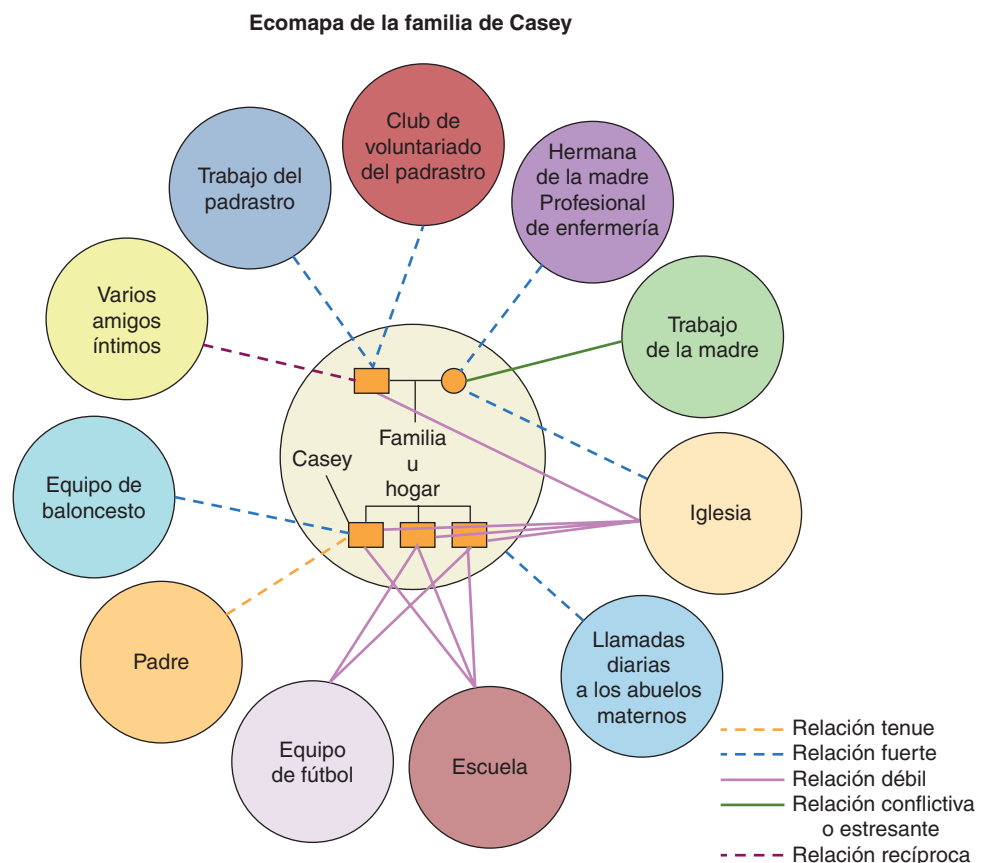 Ecomapa de la familia de Casey
Club de
voluntariado
del padrastro
Trabajo del
padrastro
Hermana
de la madre
Profesional
de enfermería
Varios
amigos
íntimos
Trabajo
de la madre
Familia
u
hogar
Casey
Equipo de
baloncesto
Iglesia
Padre
Llamadas
diarias
a los abuelos
maternos
Equipo
de fútbol
Escuela
Relación tenue
Relación fuerte
Relación débil
Relación conflictiva
o estresante
Relación recíproca